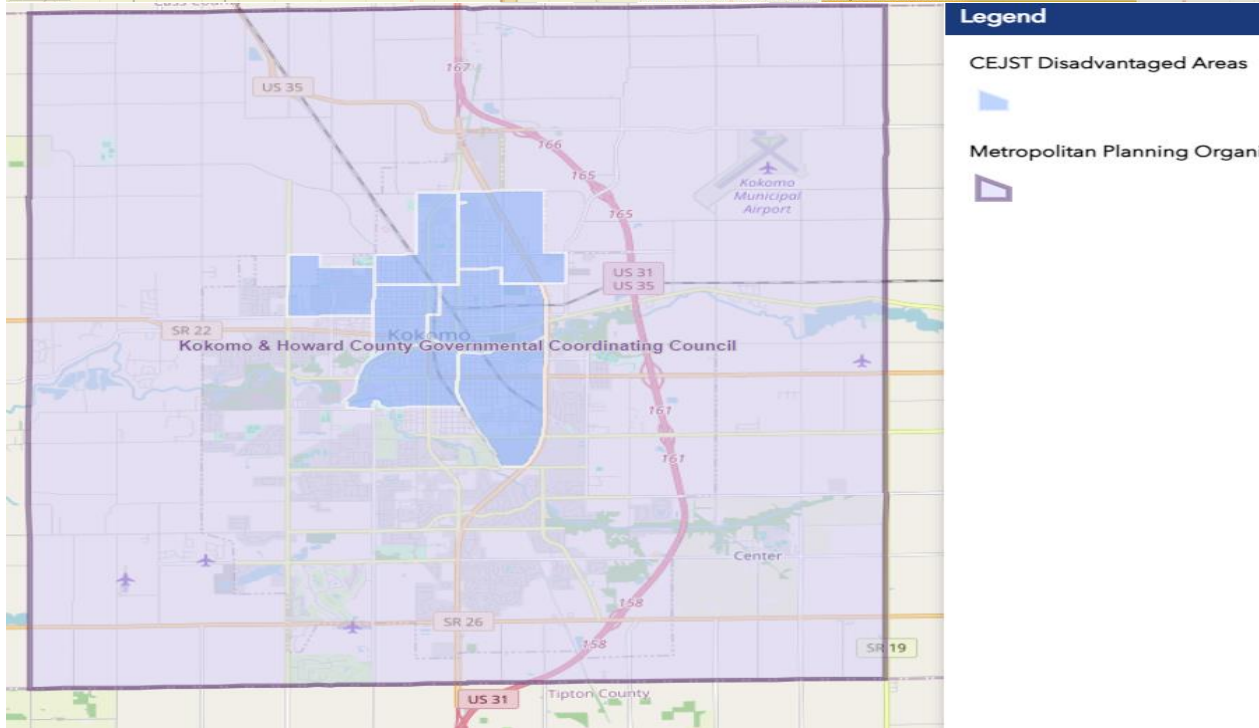 Cass County
167
US 35
166
165
Kokomo
Municipal
Airport
165
US 31
US 35
SR 22
Kokomo
Kokomo & Howard County Governmental Coordinating Council
161
161
Center
158
SR 26
158
SR 19
US 31
Tipton County
Legend
CEJST Disadvantaged Areas
Metropolitan Planning Organi